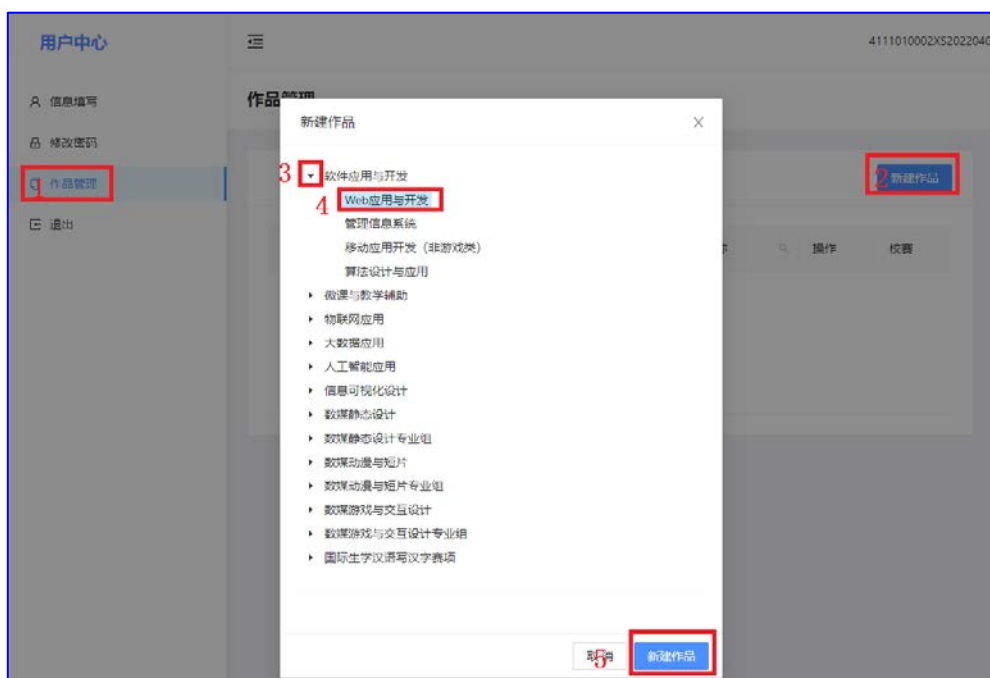 用户中心
4111010002XS2022040
信息填写
修改密码
1 作品管理
退出
作品管理
2 新建作品
操作
校赛
新建作品
3 软件应用与开发
4 Web应用与开发
管理信息系统
移动应用开发（非游戏类）
算法设计与应用
微课与教学辅助
物联网应用
大数据应用
人工智能应用
信息可视化设计
数媒静态设计
数媒静态设计专业组
数媒动漫与短片
数媒动漫与短片专业组
数媒游戏与交互设计
数媒游戏与交互设计专业组
国际生学汉语写汉字赛项
取消
5 新建作品